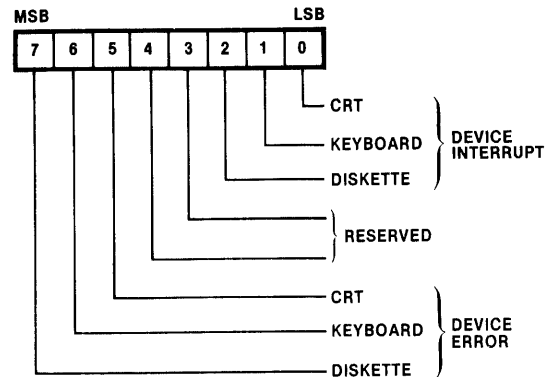 MSB LSB
7 6 5 4 3 2 1 0
CRT
KEYBOARD
DISKETTE
DEVICE
INTERRUPT
RESERVED
CRT
KEYBOARD
DISKETTE
DEVICE
ERROR